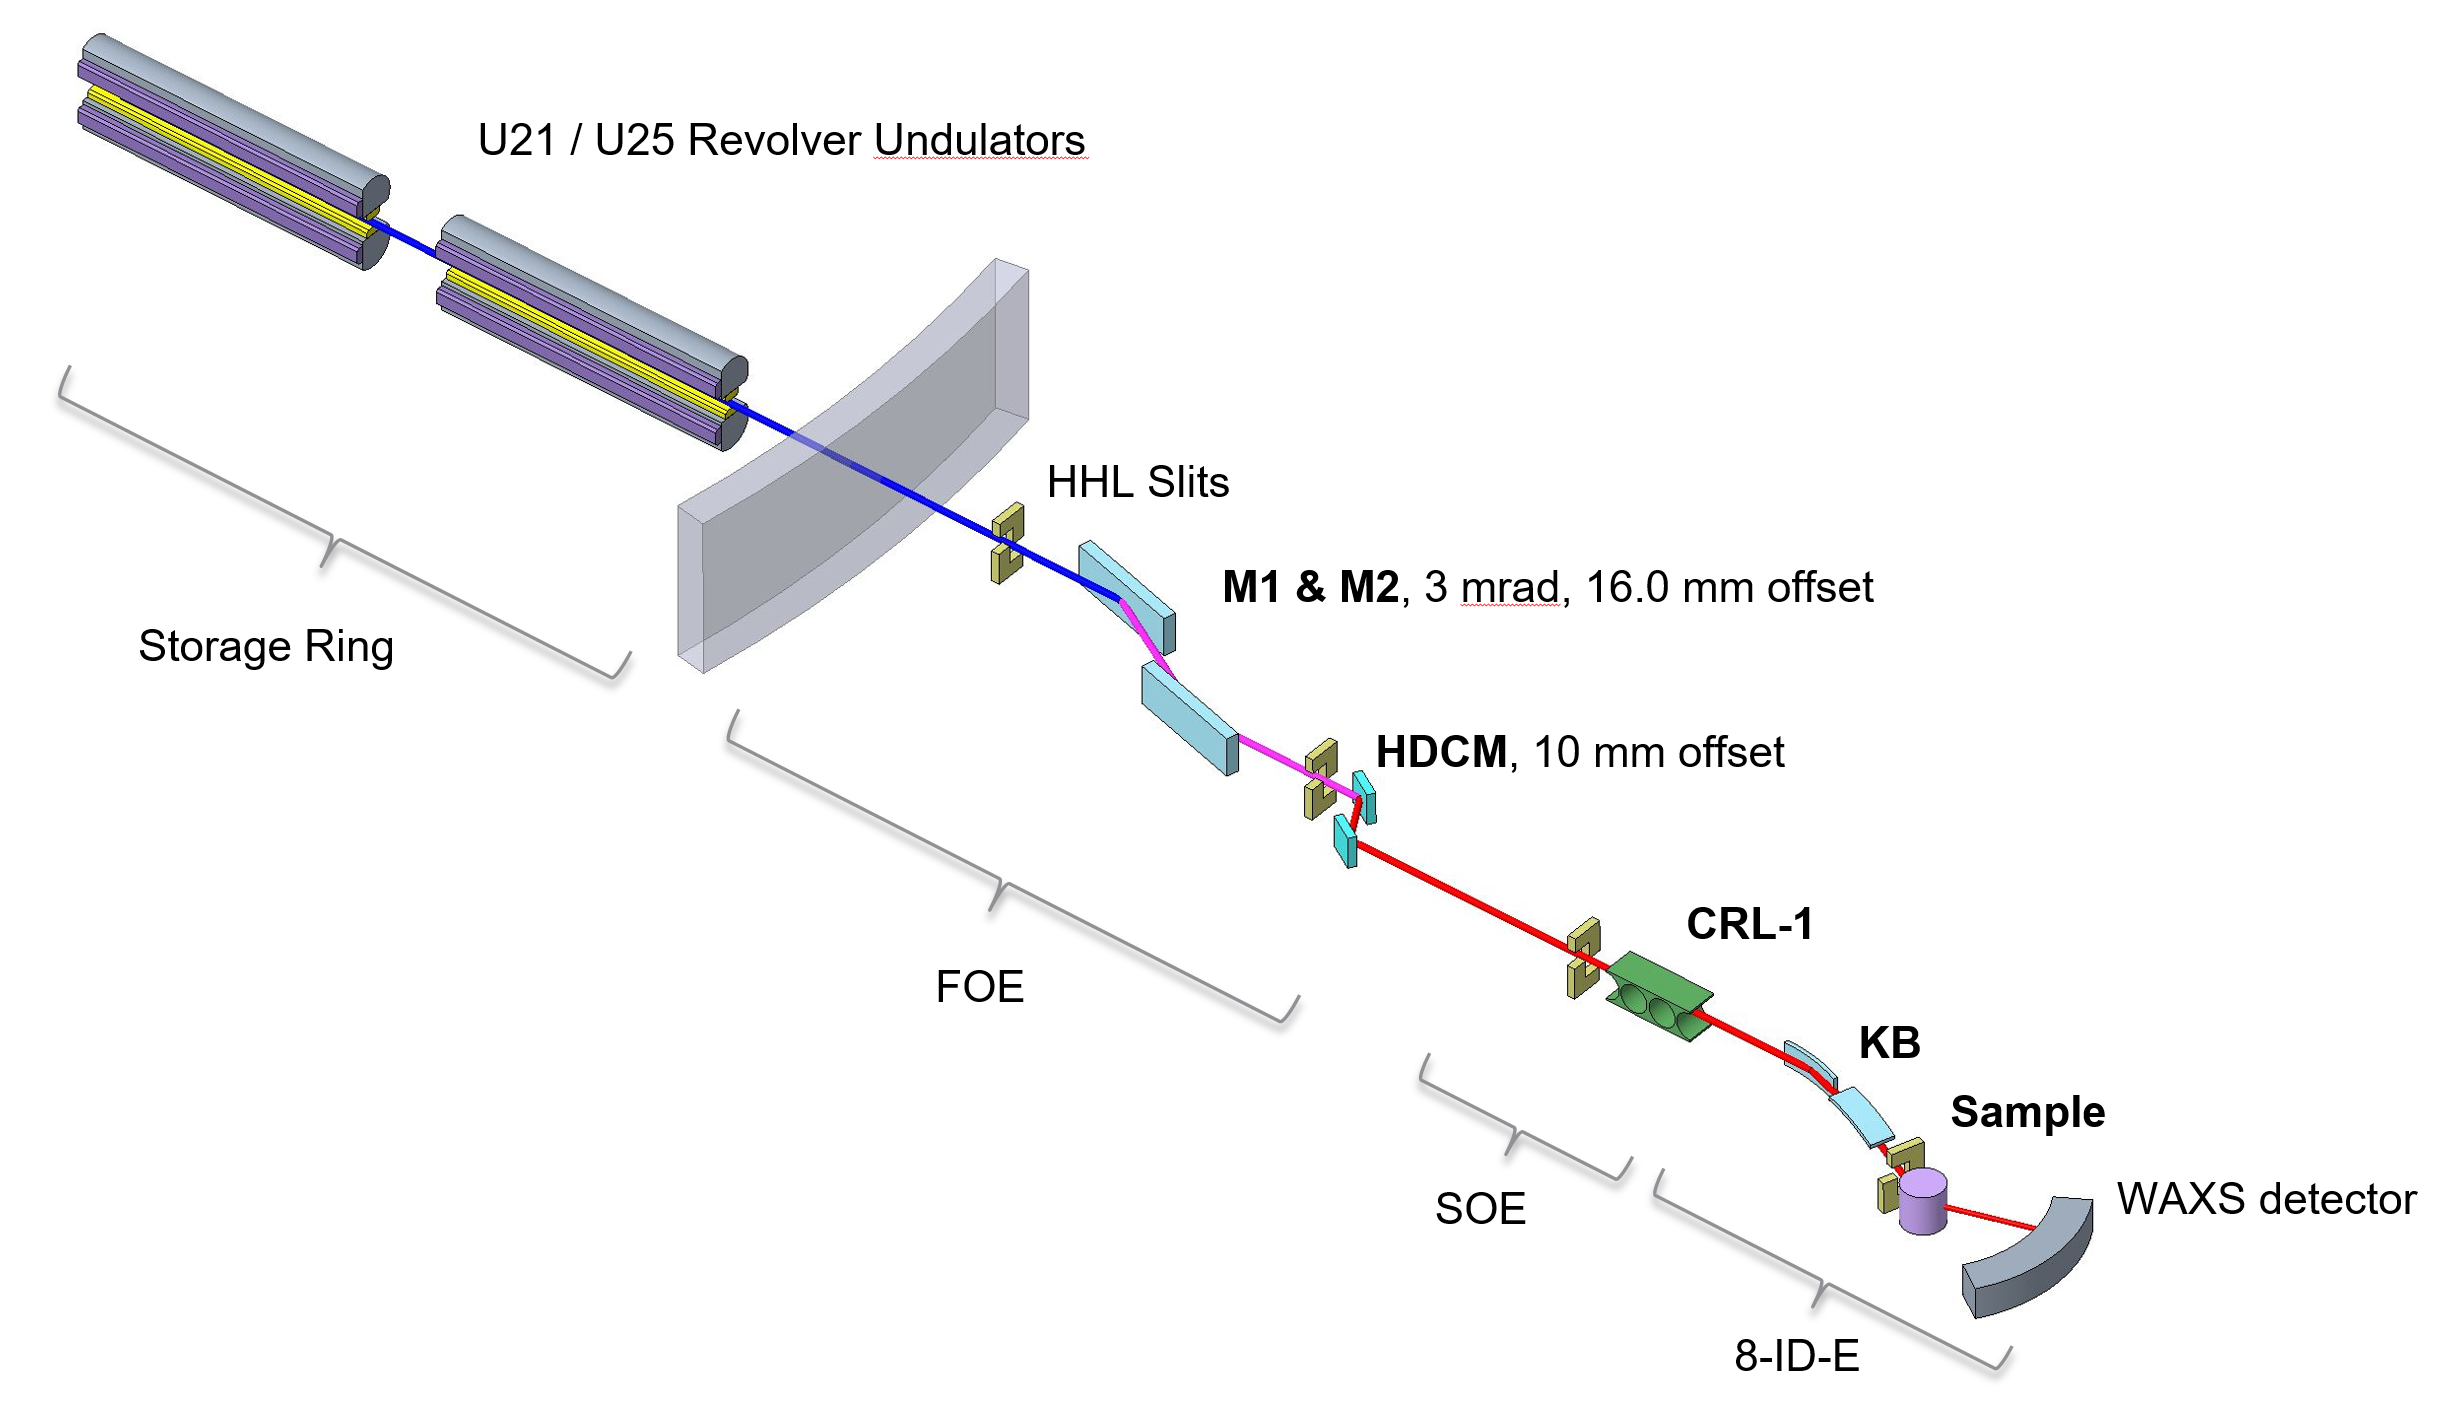 U21 / U25 Revolver Undulators
HHL Slits
M1 & M2, 3 mrad, 16.0 mm offset
Storage Ring
HDCM, 10 mm offset
CRL-1
FOE
KB
Sample
WAXS detector
SOE
8-ID-E